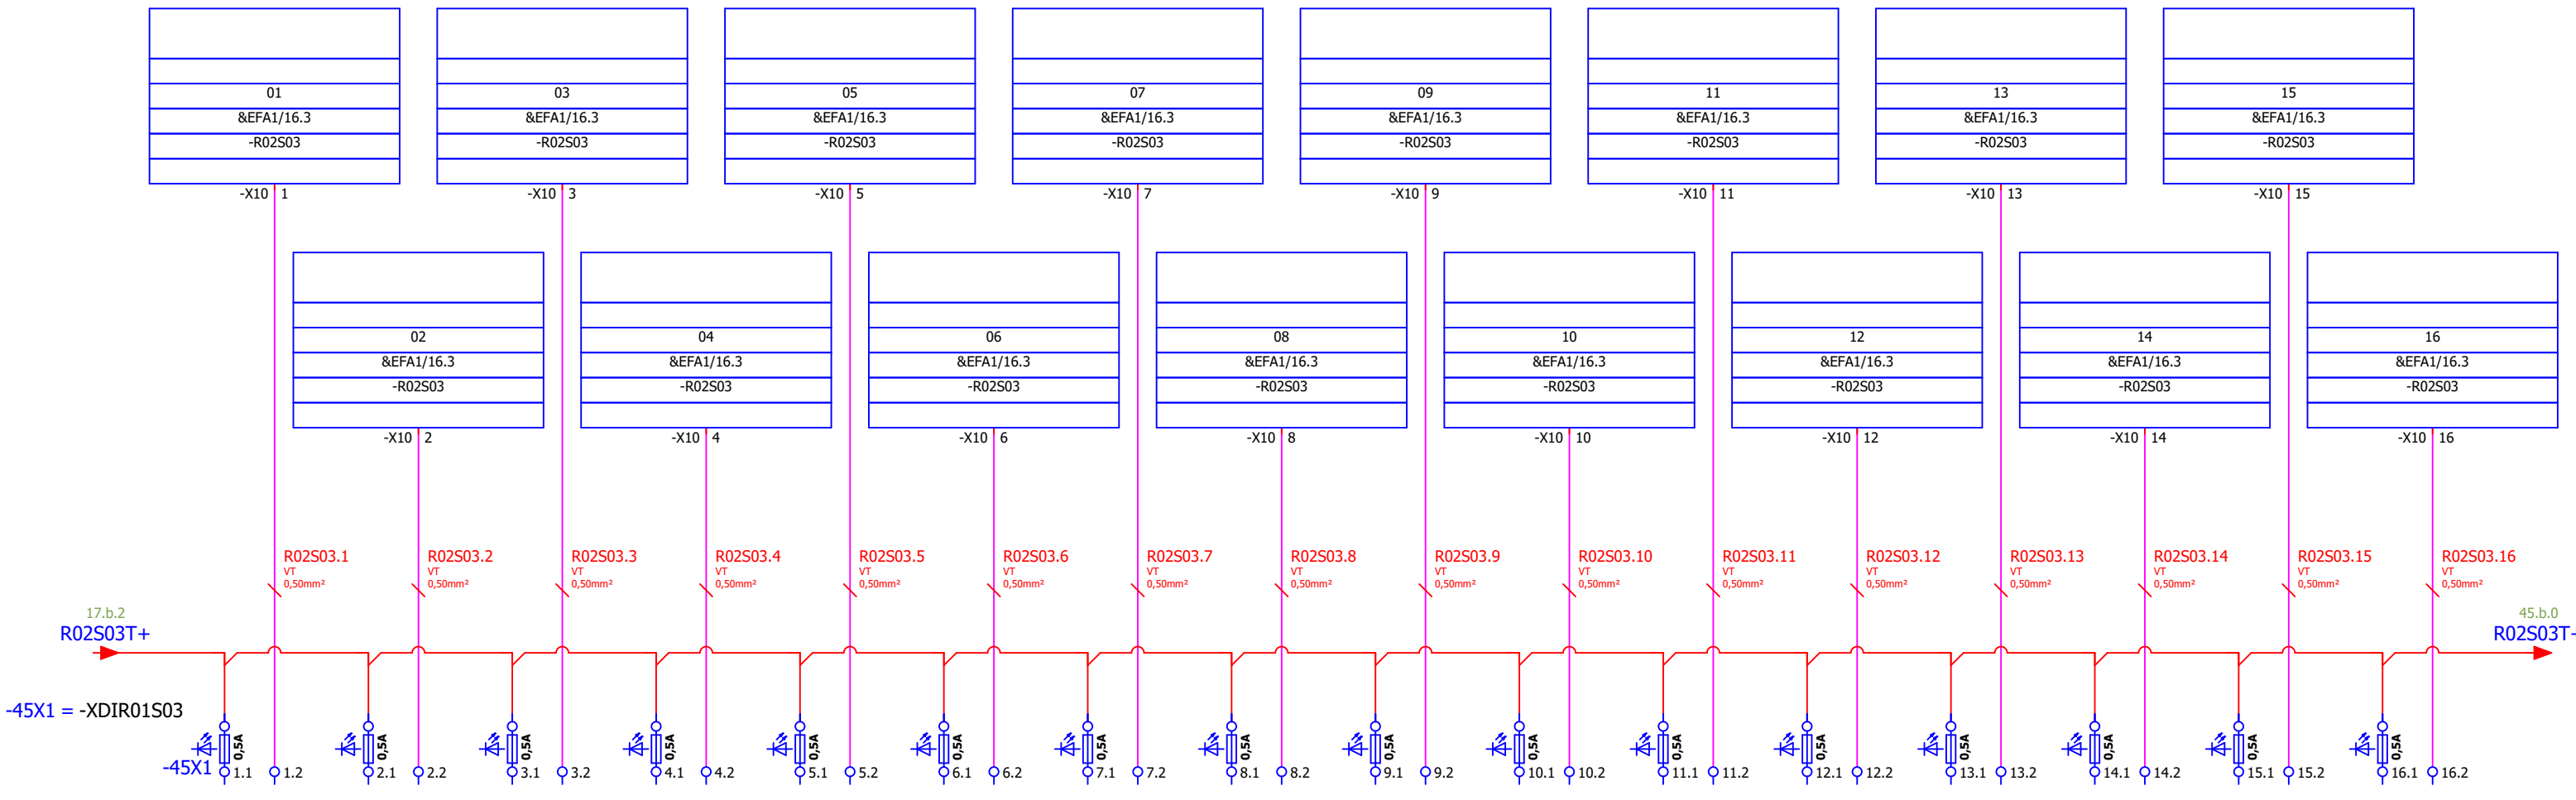 01 03 05 07 09 11 13 15
&EFA1/16.3 &EFA1/16.3 &EFA1/16.3 &EFA1/16.3 &EFA1/16.3 &EFA1/16.3 &EFA1/16.3 &EFA1/16.3
-R02S03 -R02S03 -R02S03 -R02S03 -R02S03 -R02S03 -R02S03 -R02S03
-X10 1 -X10 3 -X10 5 -X10 7 -X10 9 -X10 11 -X10 13 -X10 15
02 04 06 08 10 12 14 16
&EFA1/16.3 &EFA1/16.3 &EFA1/16.3 &EFA1/16.3 &EFA1/16.3 &EFA1/16.3 &EFA1/16.3 &EFA1/16.3
-R02S03 -R02S03 -R02S03 -R02S03 -R02S03 -R02S03 -R02S03 -R02S03
-X10 2 -X10 4 -X10 6 -X10 8 -X10 10 -X10 12 -X10 14 -X10 16
R02S03.1 R02S03.2 R02S03.3 R02S03.4 R02S03.5 R02S03.6 R02S03.7 R02S03.8 R02S03.9 R02S03.10 R02S03.11 R02S03.12 R02S03.13 R02S03.14 R02S03.15 R02S03.16
VT VT VT VT VT VT VT VT VT VT VT VT VT VT VT VT
0,50mm² 0,50mm² 0,50mm² 0,50mm² 0,50mm² 0,50mm² 0,50mm² 0,50mm² 0,50mm² 0,50mm² 0,50mm² 0,50mm² 0,50mm² 0,50mm² 0,50mm² 0,50mm²
17.b.2 45.b.0
R02S03T+ R02S03T
-45X1 = -XDIR01S03
0,5A 0,5A 0,5A 0,5A 0,5A 0,5A 0,5A 0,5A 0,5A 0,5A 0,5A 0,5A 0,5A 0,5A 0,5A 0,5A
-45X1 1.1 1.2 2.1 2.2 3.1 3.2 4.1 4.2 5.1 5.2 6.1 6.2 7.1 7.2 8.1 8.2 9.1 9.2 10.1 10.2 11.1 11.2 12.1 12.2 13.1 13.2 14.1 14.2 15.1 15.2 16.1 16.2